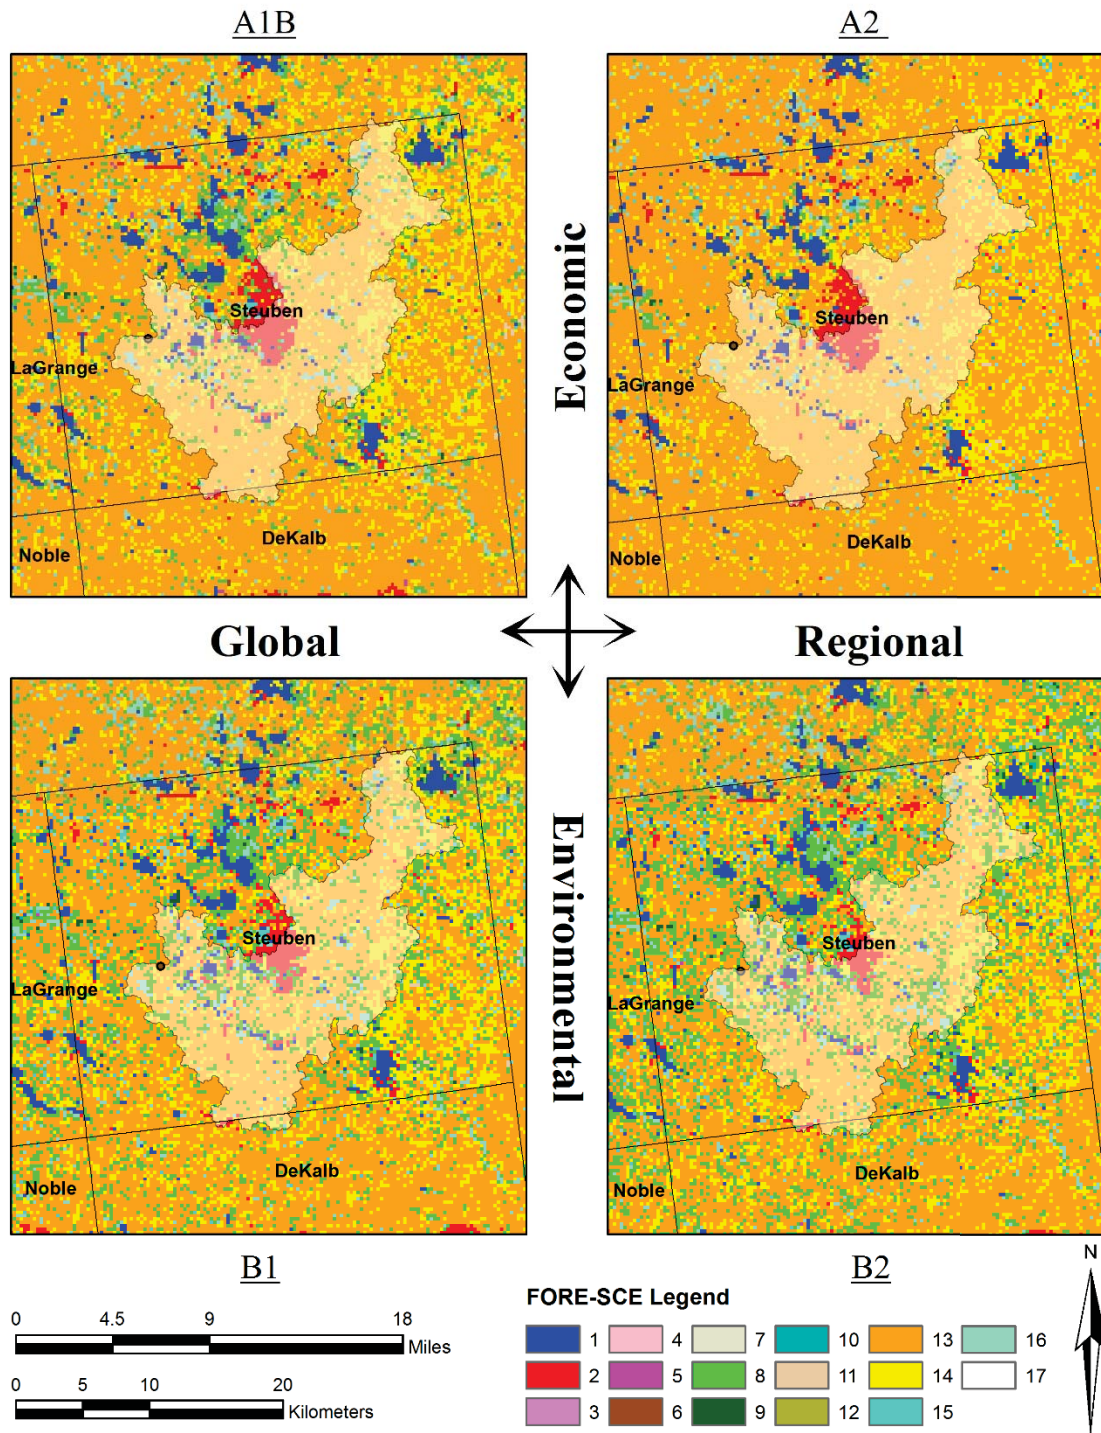 A1B
A2
Steuben
LaGrange
DeKalb
Noble
Economic
Steuben
LaGrange
DeKalb
Noble
Global
Regional
Steuben
LaGrange
DeKalb
Noble
Environmental
Steuben
LaGrange
DeKalb
Noble
B1
B2
N
0 4.5 9 18
Miles
0 5 10 20
Kilometers
FORE-SCE Legend
1 4 7 10 13 16
2 5 8 11 14 17
3 6 9 12 15